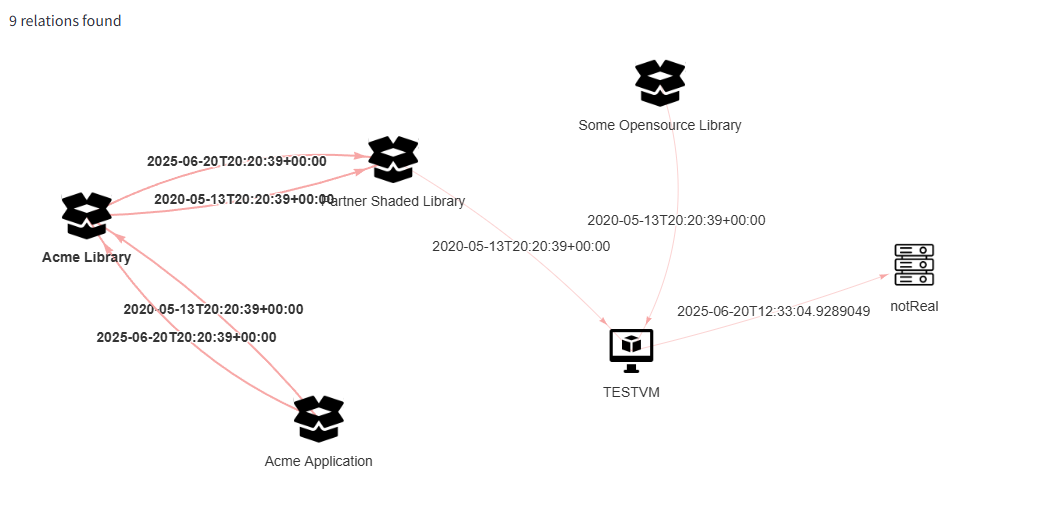 9 relations found
Some Opensource Library
2025-06-20T20:20:39+00:00
2020-05-13T20:20:39+00:00
Partner Shaded Library
2020-05-13T20:20:39+00:00
2020-05-13T20:20:39+00:00
Acme Library
notReal
2020-05-13T20:20:39+00:00
2025-06-20T12:33:04.9289049
2025-06-20T20:20:39+00:00
TESTVM
Acme Application